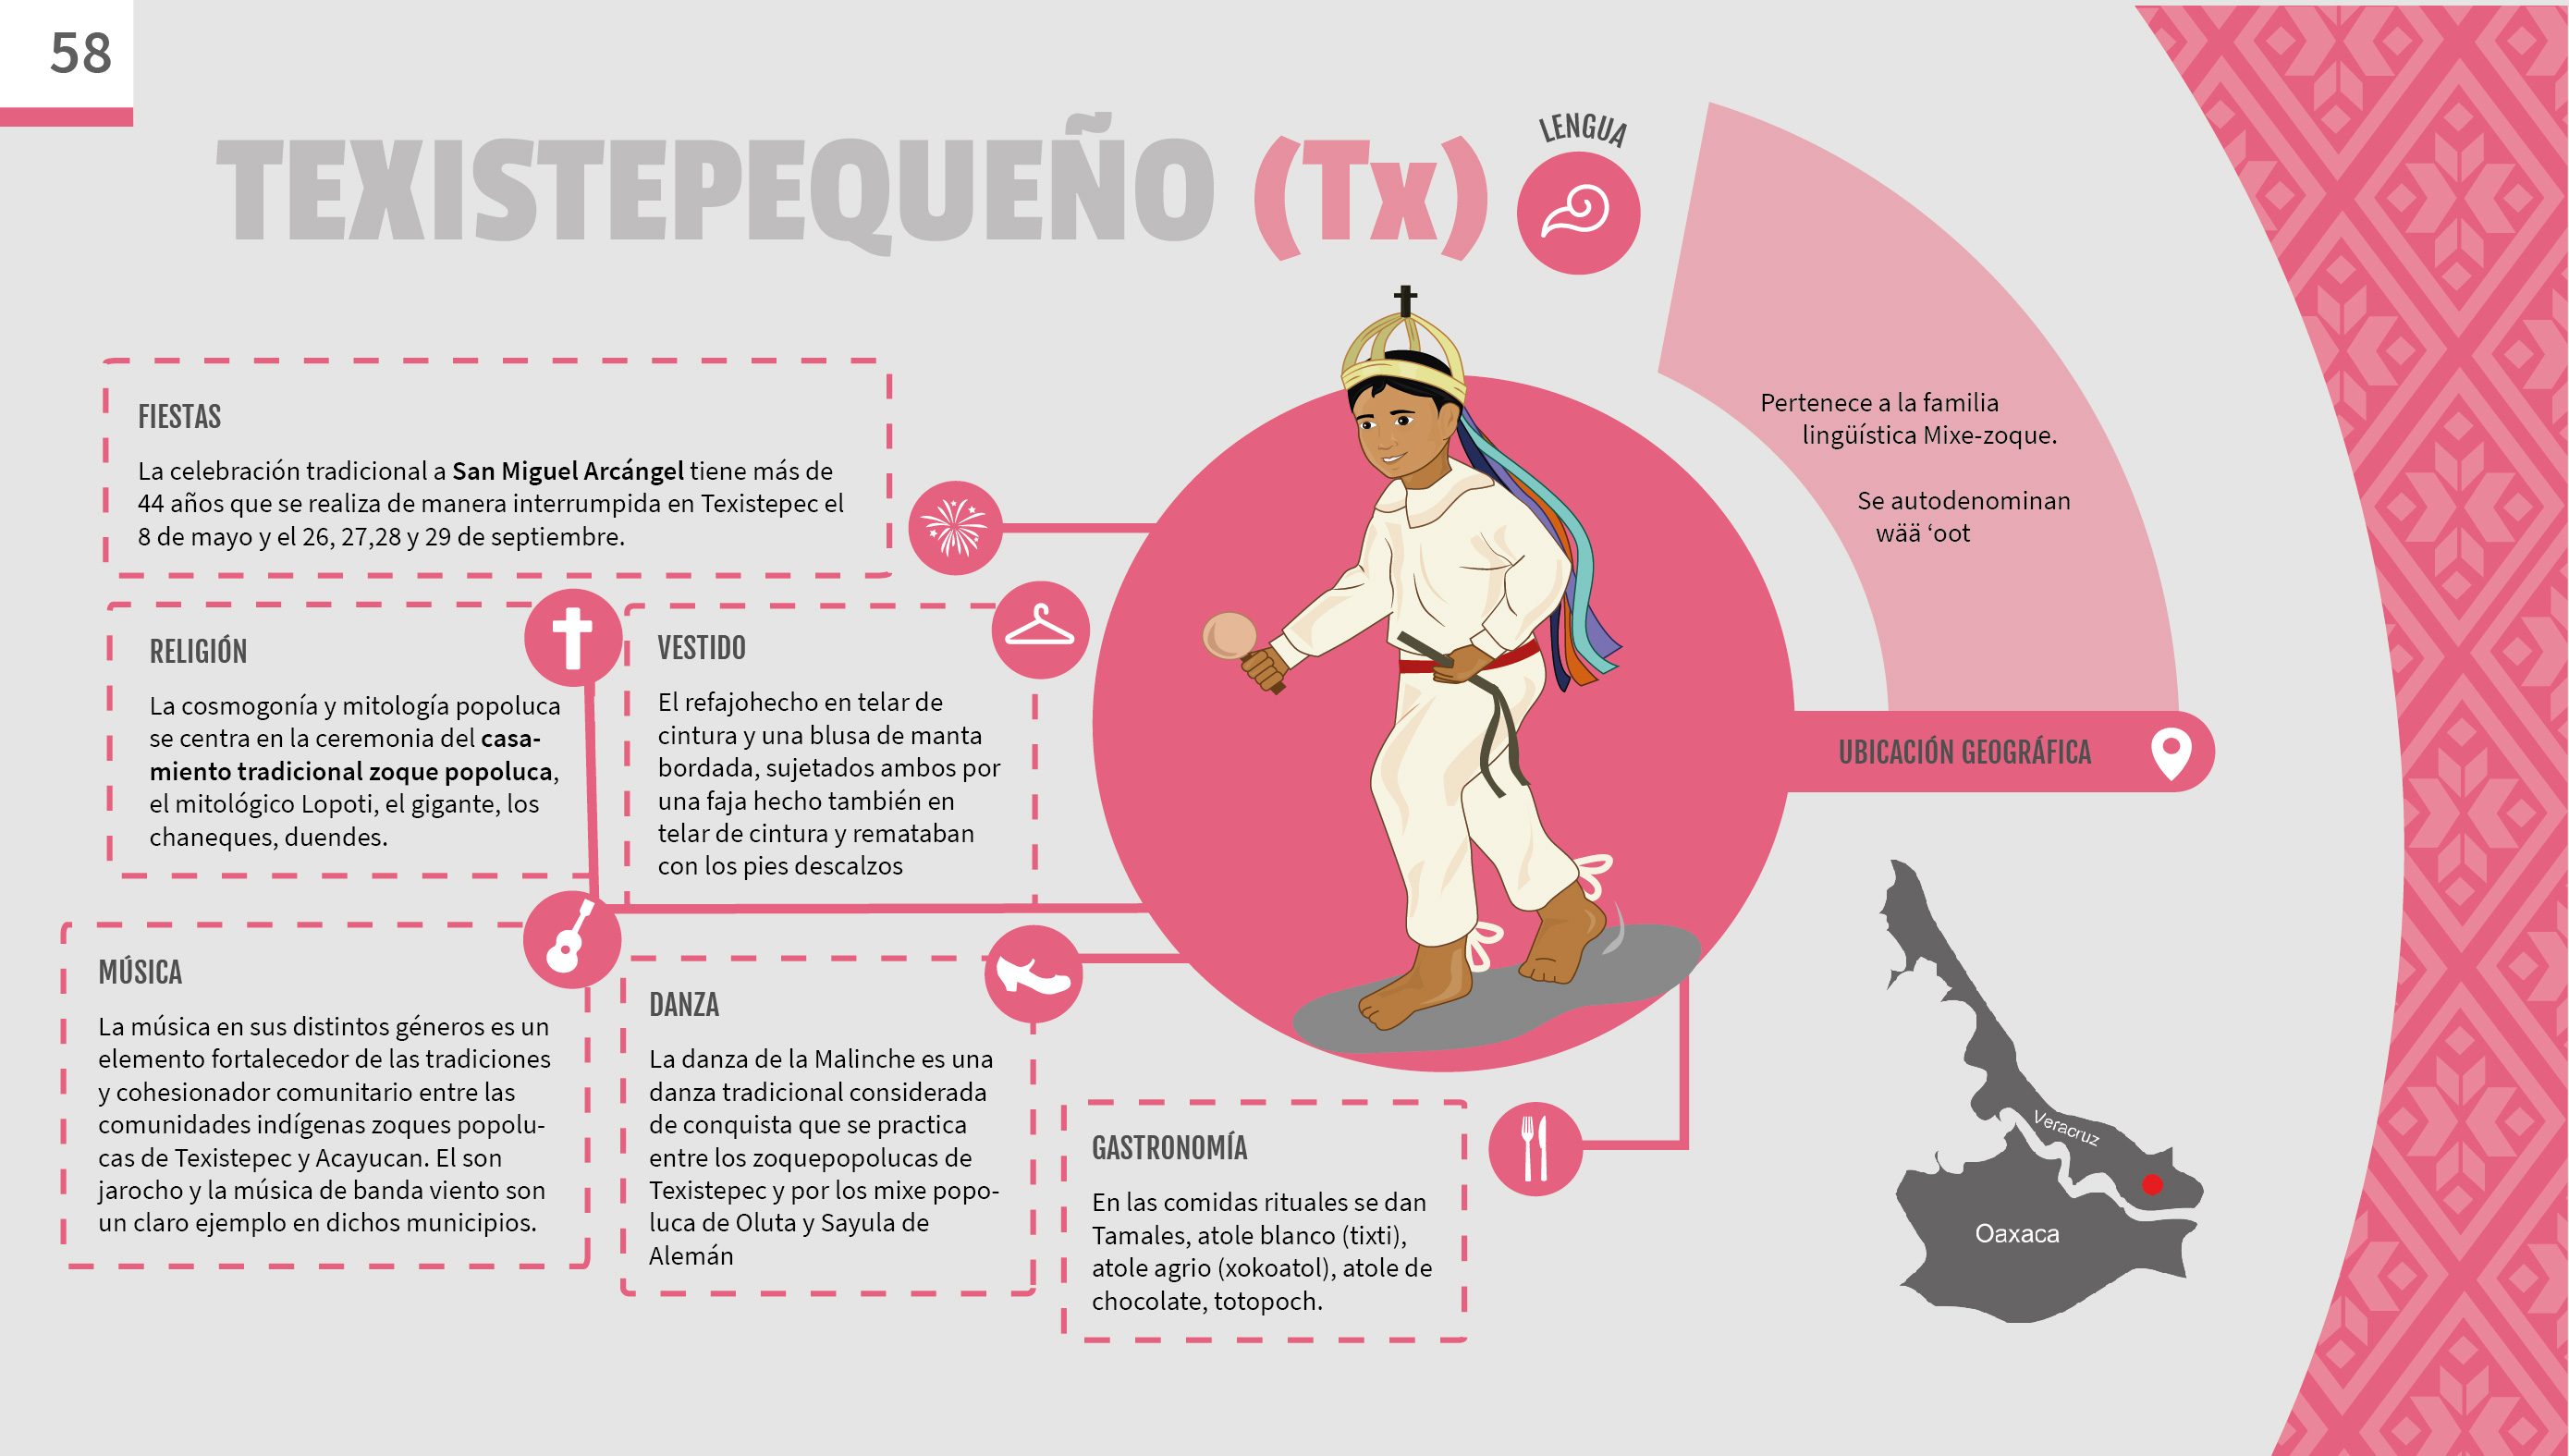 58
TEXISTEPEQUEÑO (Tx)
LENGUA
Pertenece a la familia
lingüística Mixe-zoque.
Se autodenominan
wää ‘oot
FIESTAS
La celebración tradicional a San Miguel Arcángel tiene más de
44 años que se realiza de manera interrumpida en Texistepec el
8 de mayo y el 26, 27,28 y 29 de septiembre.
RELIGIÓN
La cosmogonía y mitología popoluca
se centra en la ceremonia del casa-
miento tradicional zoque popoluca,
el mitológico Lopoti, el gigante, los
chaneques, duendes.
VESTIDO
El refajohecho en telar de
cintura y una blusa de manta
bordada, sujetados ambos por
una faja hecho también en
telar de cintura y remataban
con los pies descalzos
UBICACIÓN GEOGRÁFICA
MÚSICA
La música en sus distintos géneros es un
elemento fortalecedor de las tradiciones
y cohesionador comunitario entre las
comunidades indígenas zoques popolu-
cas de Texistepec y Acayucan. El son
jarocho y la música de banda viento son
un claro ejemplo en dichos municipios.
DANZA
La danza de la Malinche es una
danza tradicional considerada
de conquista que se practica
entre los zoquepopolucas de
Texistepec y por los mixe popo-
luca de Oluta y Sayula de
Alemán
GASTRONOMÍA
En las comidas rituales se dan
Tamales, atole blanco (tixti),
atole agrio (xokoatol), atole de
chocolate, totopoch.
Veracruz
Oaxaca